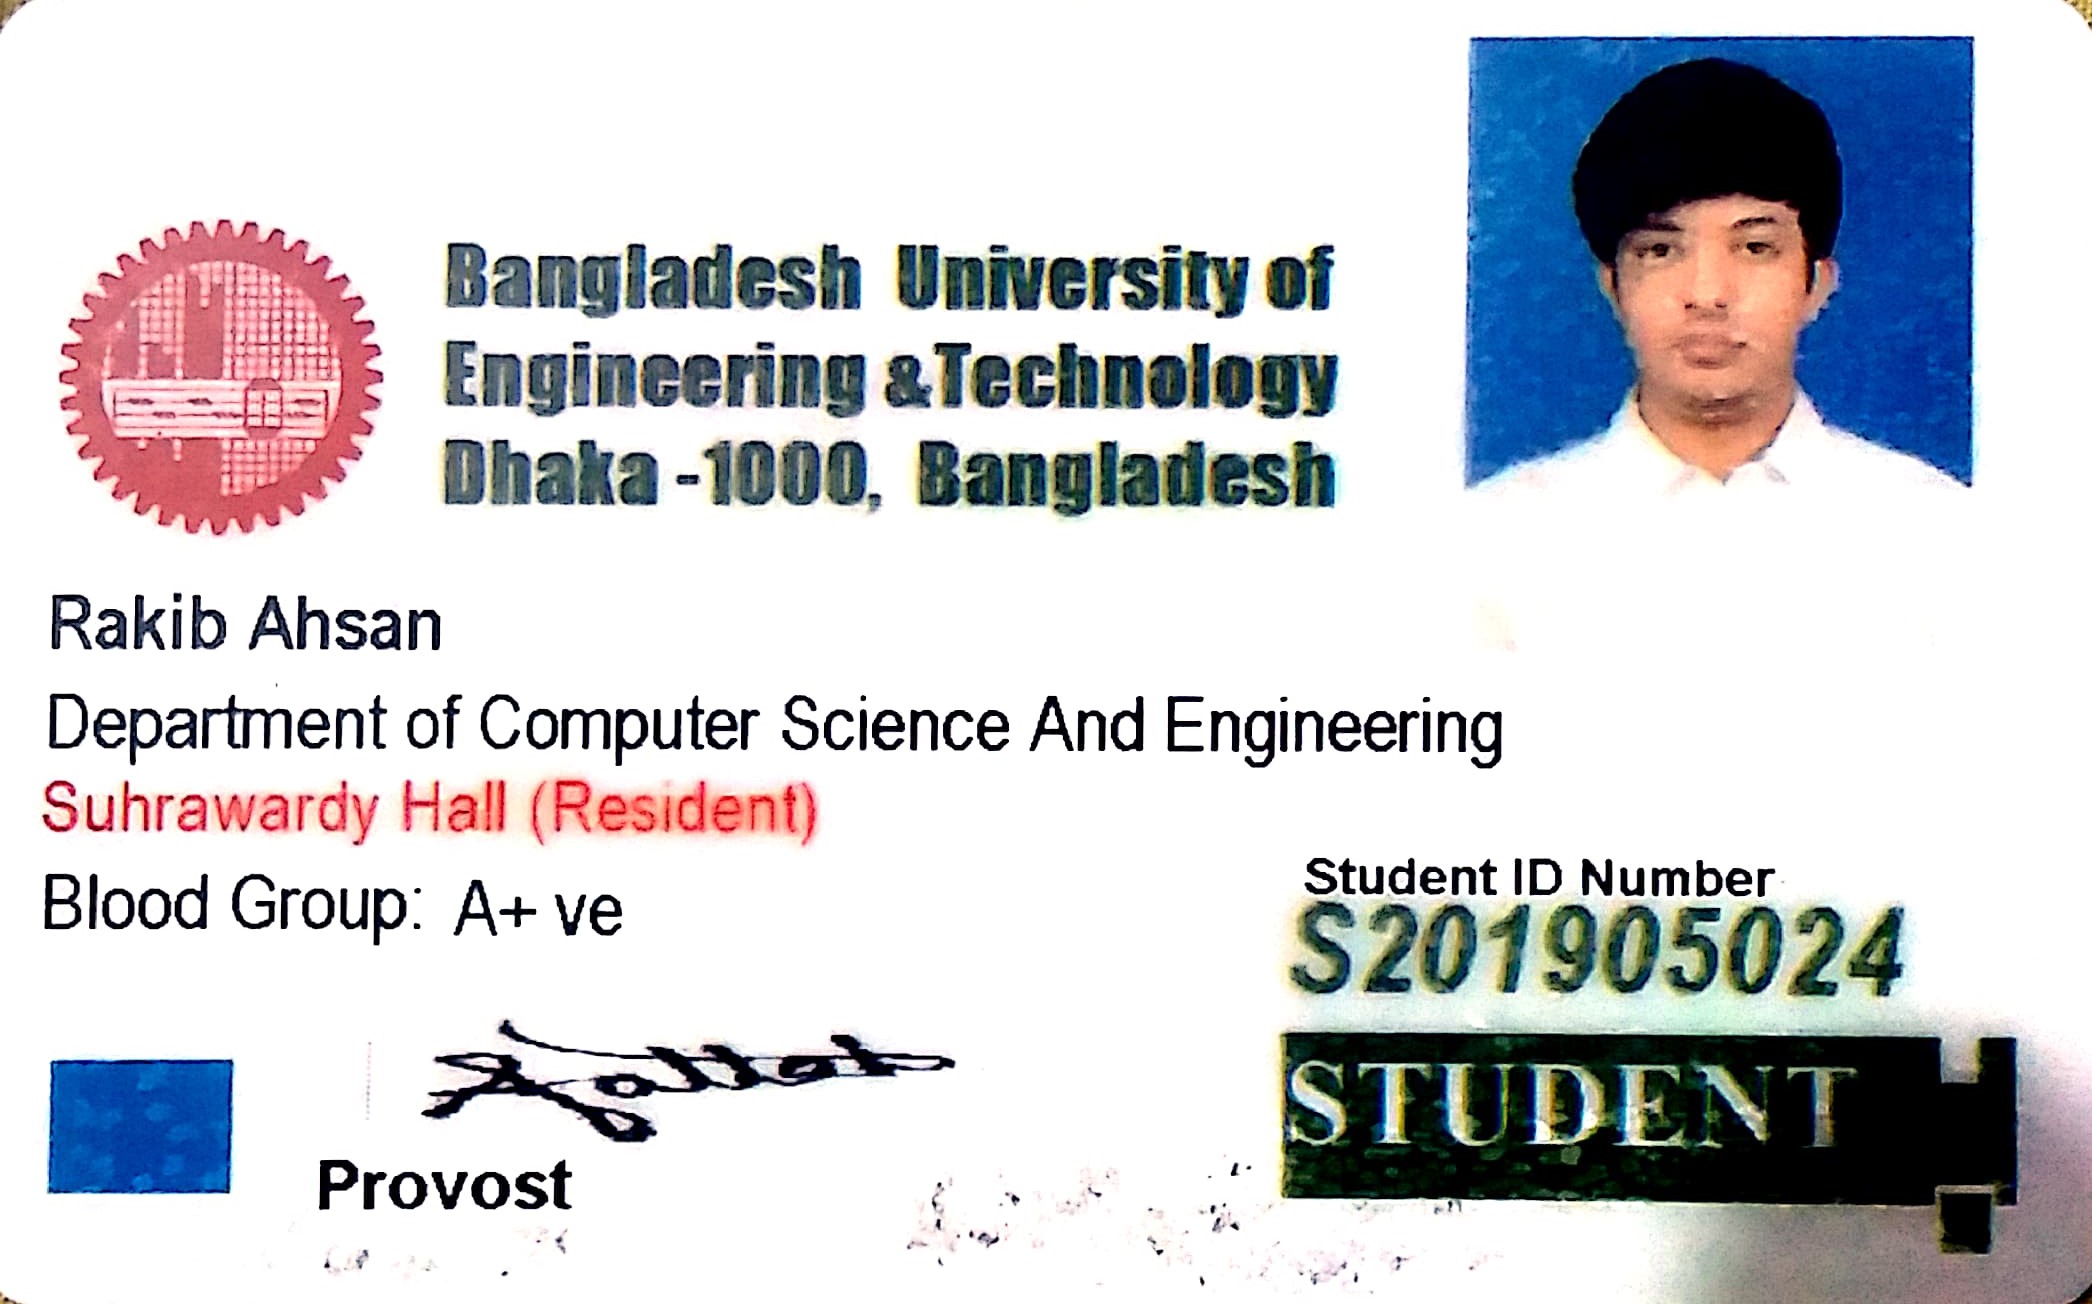 Bangladesh University of
Engineering & Technology
Dhaka -1000, Bangladesh
Rakib Ahsan
Department of Computer Science And Engineering
Suhrawardy Hall (Resident)
Blood Group: A+ ve
Student ID Number
S201905024
STUDENT
Provost